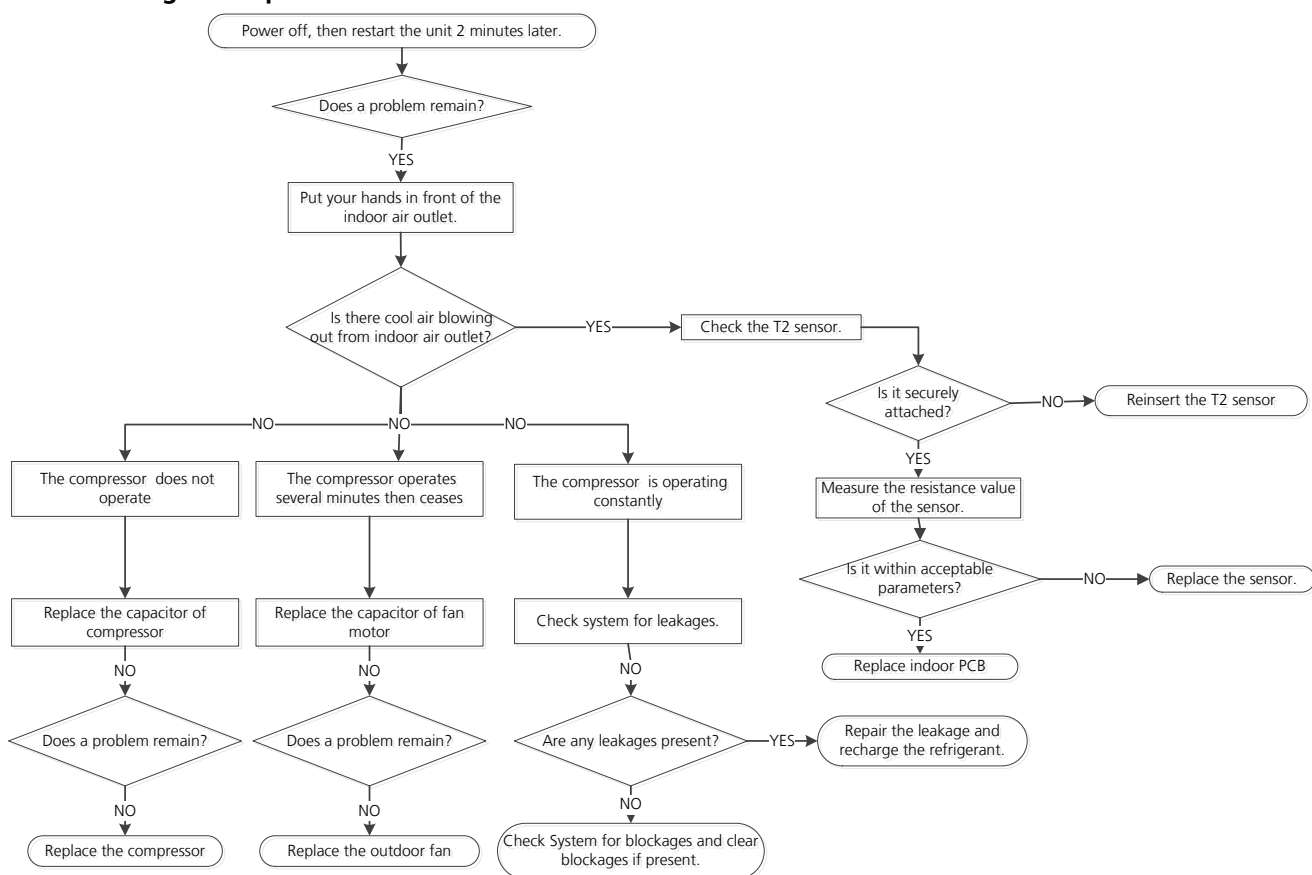 Power off, then restart the unit 2 minutes later.
Does a problem remain?
YES
Put your hands in front of the
indoor air outlet.
Is there cool air blowing
out from indoor air outlet?
YES
Check the T2 sensor.
Is it securely
attached?
NO
Reinsert the T2 sensor
YES
Measure the resistance value
of the sensor.
Is it within acceptable
parameters?
NO
Replace the sensor.
YES
Replace indoor PCB
NO
NO
NO
The compressor does not
operate
The compressor operates
several minutes then ceases
The compressor is operating
constantly
Replace the capacitor of
compressor
Replace the capacitor of fan
motor
Check system for leakages.
NO
NO
NO
Does a problem remain?
Does a problem remain?
Are any leakages present?
YES
Repair the leakage and
recharge the refrigerant.
NO
NO
NO
Replace the compressor
Replace the outdoor fan
Check System for blockages and clear
blockages if present.